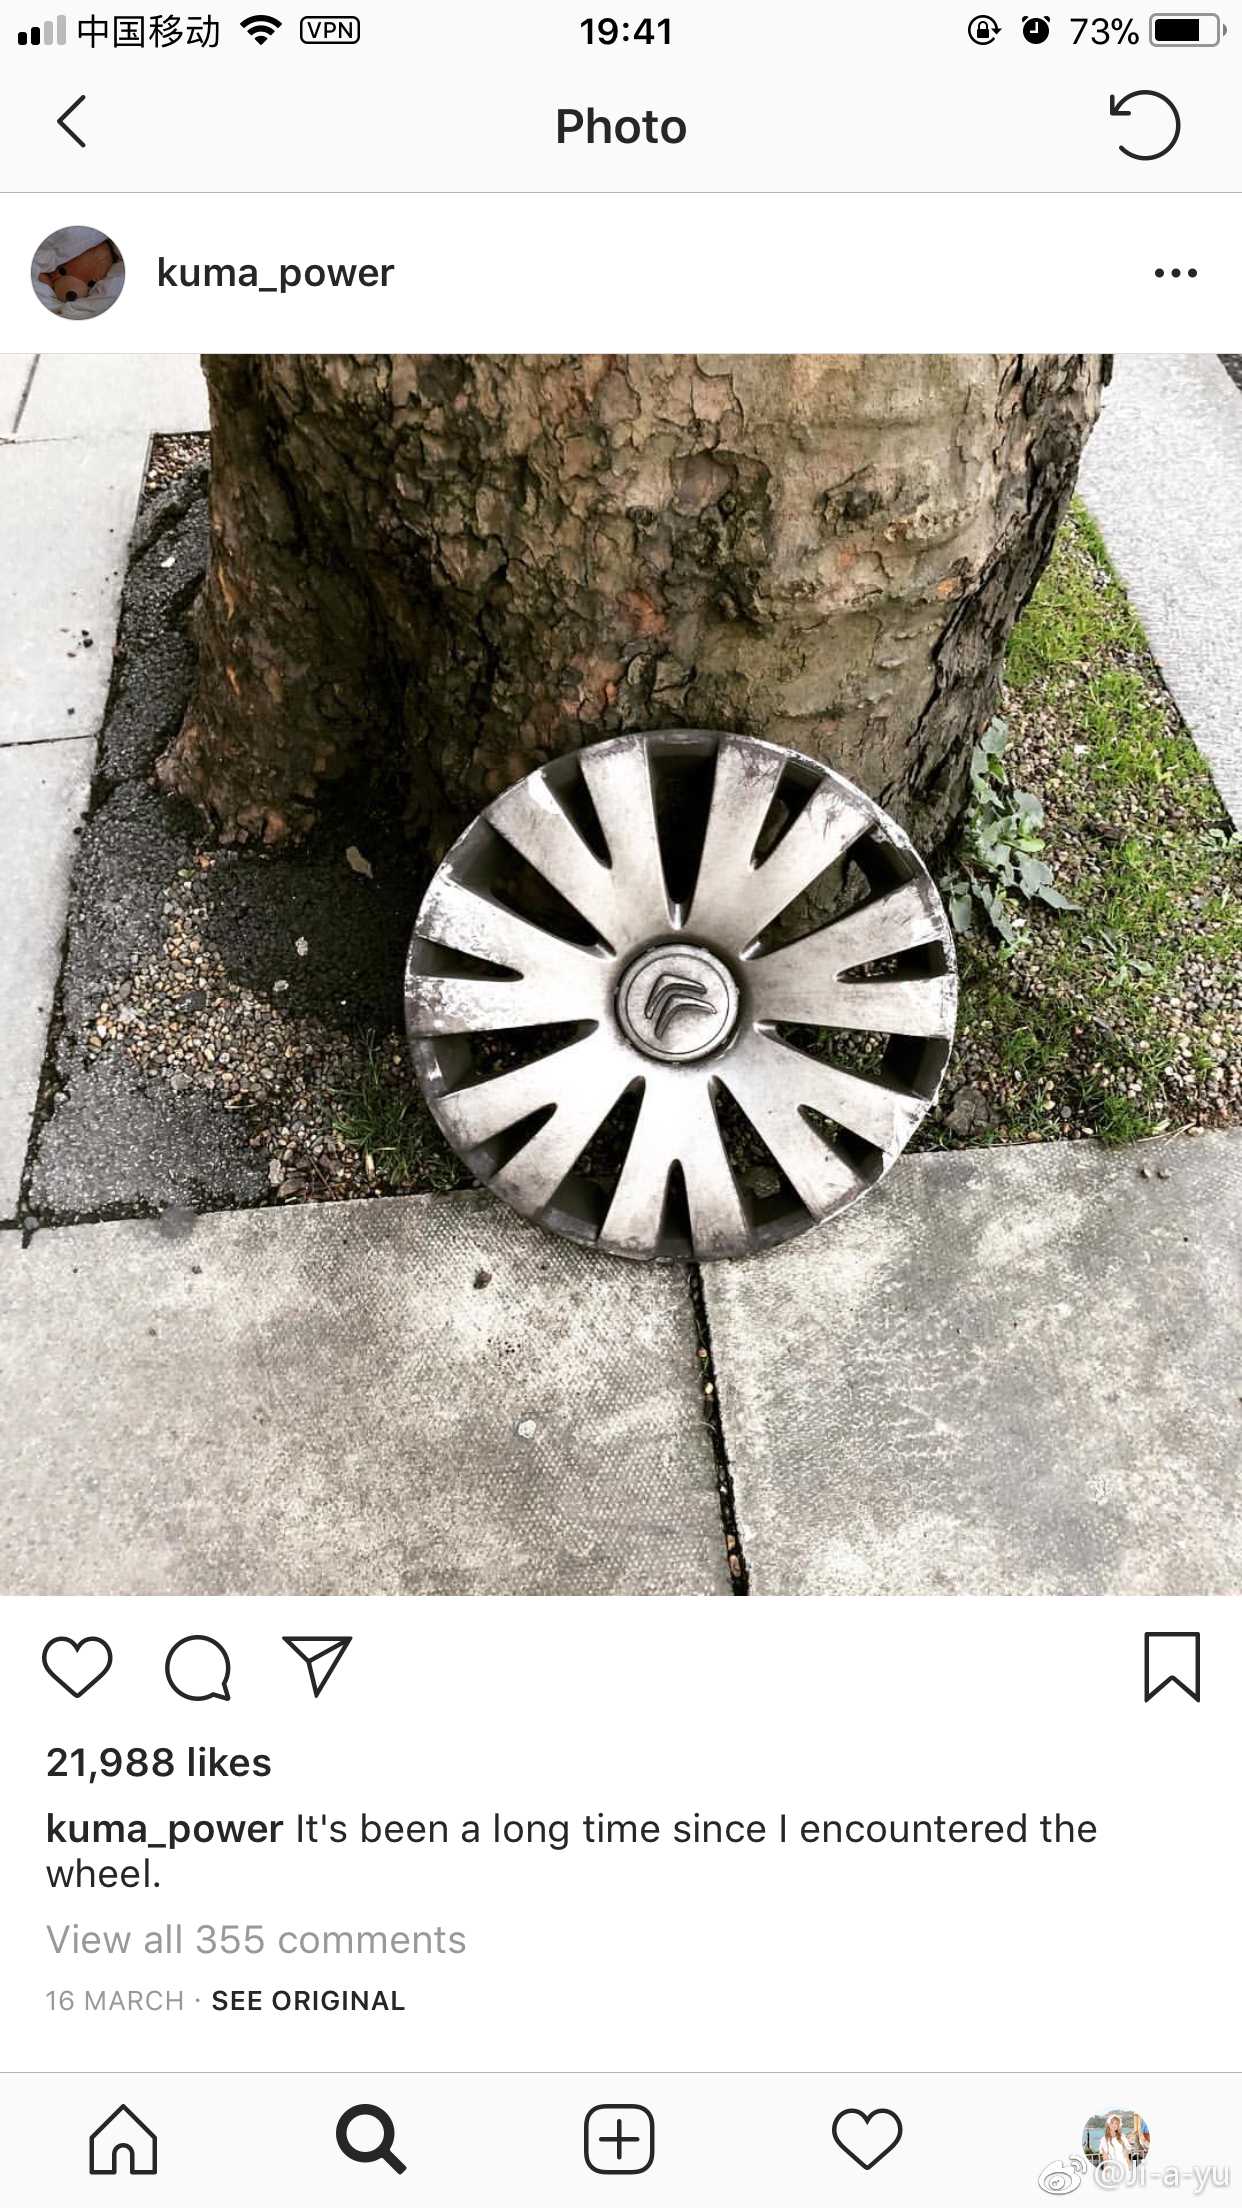 中国移动 VPN 19:41 73%
Photo
kuma_power
21,988 likes
kuma_power It's been a long time since I encountered the
wheel.
View all 355 comments
16 MARCH · SEE ORIGINAL
@Ji-a-yu